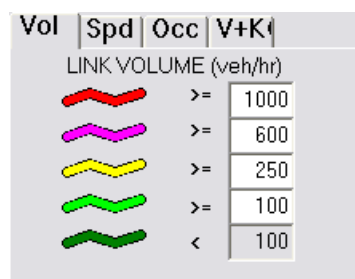 Vol Spd Occ V+K
LINK VOLUME (veh/hr)
>= 1000
>= 600
>= 250
>= 100
< 100